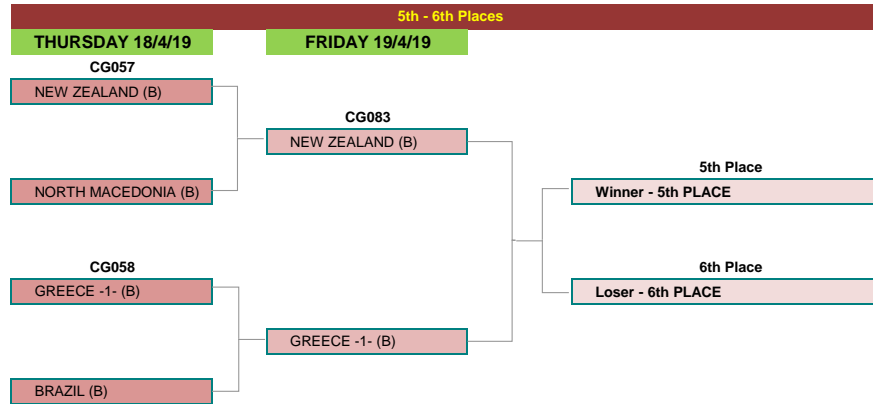 5th - 6th Places
THURSDAY 18/4/19
FRIDAY 19/4/19
CG057
NEW ZEALAND (B)
CG083
NEW ZEALAND (B)
5th Place
NORTH MACEDONIA (B)
Winner - 5th PLACE
CG058
6th Place
GREECE -1- (B)
Loser - 6th PLACE
GREECE -1- (B)
BRAZIL (B)